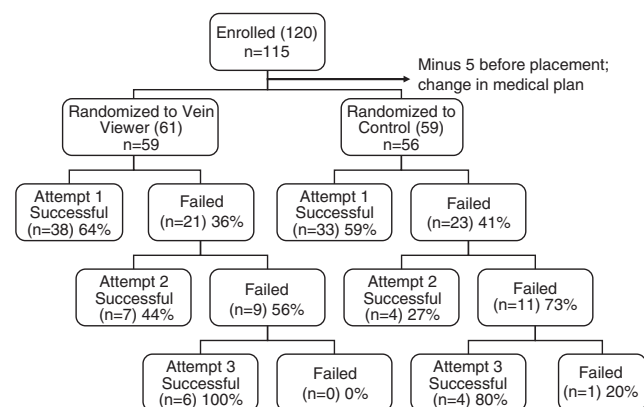 Enrolled (120)
n=115
Minus 5 before placement;
change in medical plan
Randomized to Vein
Viewer (61)
n=59
Randomized to
Control (59)
n=56
Attempt 1
Successful
(n=38) 64%
Failed
(n=21) 36%
Attempt 1
Successful
(n=33) 59%
Failed
(n=23) 41%
Attempt 2
Successful
(n=7) 44%
Failed
(n=9) 56%
Attempt 2
Successful
(n=4) 27%
Failed
(n=11) 73%
Attempt 3
Successful
(n=6) 100%
Failed
(n=0) 0%
Attempt 3
Successful
(n=4) 80%
Failed
(n=1) 20%